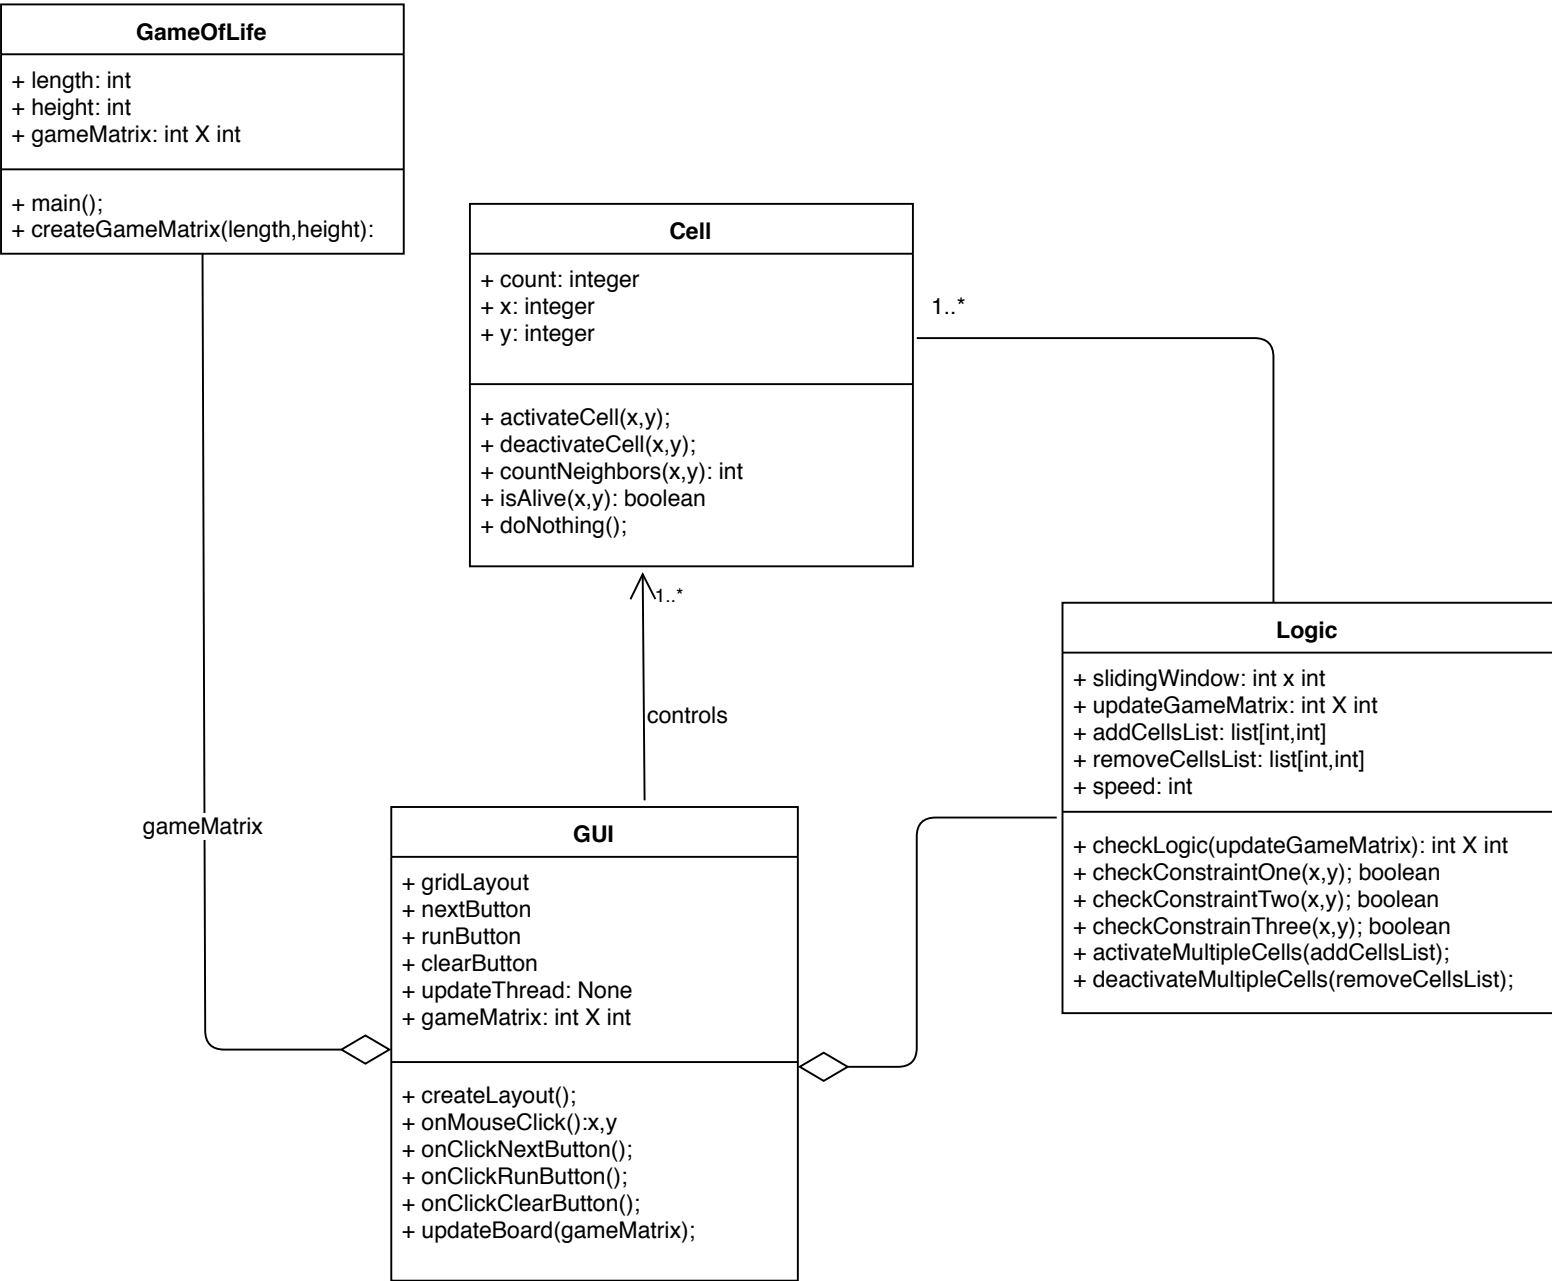 GameOfLife
+ length: int
+ height: int
+ gameMatrix: int X int
+ main();
+ createGameMatrix(length,height):
Cell
+ count: integer
+ x: integer
+ y: integer
+ activateCell(x,y);
+ deactivateCell(x,y);
+ countNeighbors(x,y): int
+ isAlive(x,y): boolean
+ doNothing();
1..*
1..*
controls
gameMatrix
Logic
+ slidingWindow: int x int
+ updateGameMatrix: int X int
+ addCellsList: list[int,int]
+ removeCellsList: list[int,int]
+ speed: int
+ checkLogic(updateGameMatrix): int X int
+ checkConstraintOne(x,y); boolean
+ checkConstraintTwo(x,y); boolean
+ checkConstrainThree(x,y); boolean
+ activateMultipleCells(addCellsList);
+ deactivateMultipleCells(removeCellsList);
GUI
+ gridLayout
+ nextButton
+ runButton
+ clearButton
+ updateThread: None
+ gameMatrix: int X int
+ createLayout();
+ onMouseClick():x,y
+ onClickNextButton();
+ onClickRunButton();
+ onClickClearButton();
+ updateBoard(gameMatrix);